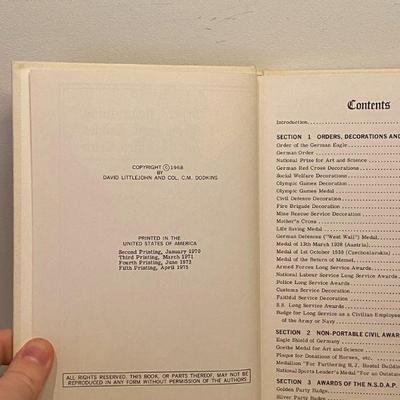 COPYRIGHT © 1968
BY
DAVID LITTLEJOHN AND COL. C.M. DODKINS
PRINTED IN THE
UNITED STATES OF AMERICA
Second Printing, January 1970
Third Printing, March 1971
Fourth Printing, June 1973
Fifth Printing, April 1975
ALL RIGHTS RESERVED.
THIS BOOK, OR PARTS THEREOF, MAY NOT BE
REPRODUCED IN ANY FORM WITHOUT PERMISSION OF THE AUTHORS
Contents
Introduction
SECTION 1 ORDERS, DECORATIONS AND
Order of the German Eagle
German Order
National Prize for Art and Science
German Red Cross Decorations
Social Welfare Decorations
Olympic Games Decoration
Olympic Games Medal
Civil Defence Decoration
Fire Brigade Decoration
Mine Rescue Service Decoration
Mother's Cross
Life Saving Medal
German Defences ("West Wall") Medal
Medal of 13th March 1938 (Austria)
Medal of 1st October 1938 (Czechoslovakia)
Medal of the Return of Memel
Armed Forces Long Service Awards
National Labour Service Long Service Awards
Police Long Service Awards
Customs Service Decoration
Faithful Service Decoration
S.S. Long Service Awards
Badge for Long Service as a Civilian Employee
of the Army or Navy
SECTION 2 NON-PORTABLE CIVIL AWAR
Eagle Shield of Germany
Goethe Medal for Art and Science
Plaque for Donations of Horses, etc.
Medallion "For Furthering Building
National Sports Leader's Medal "For an Outstan
SECTION 3 AWARDS OF THE N.S.D.A.P.
Golden Party Badge
Silver Party Badge